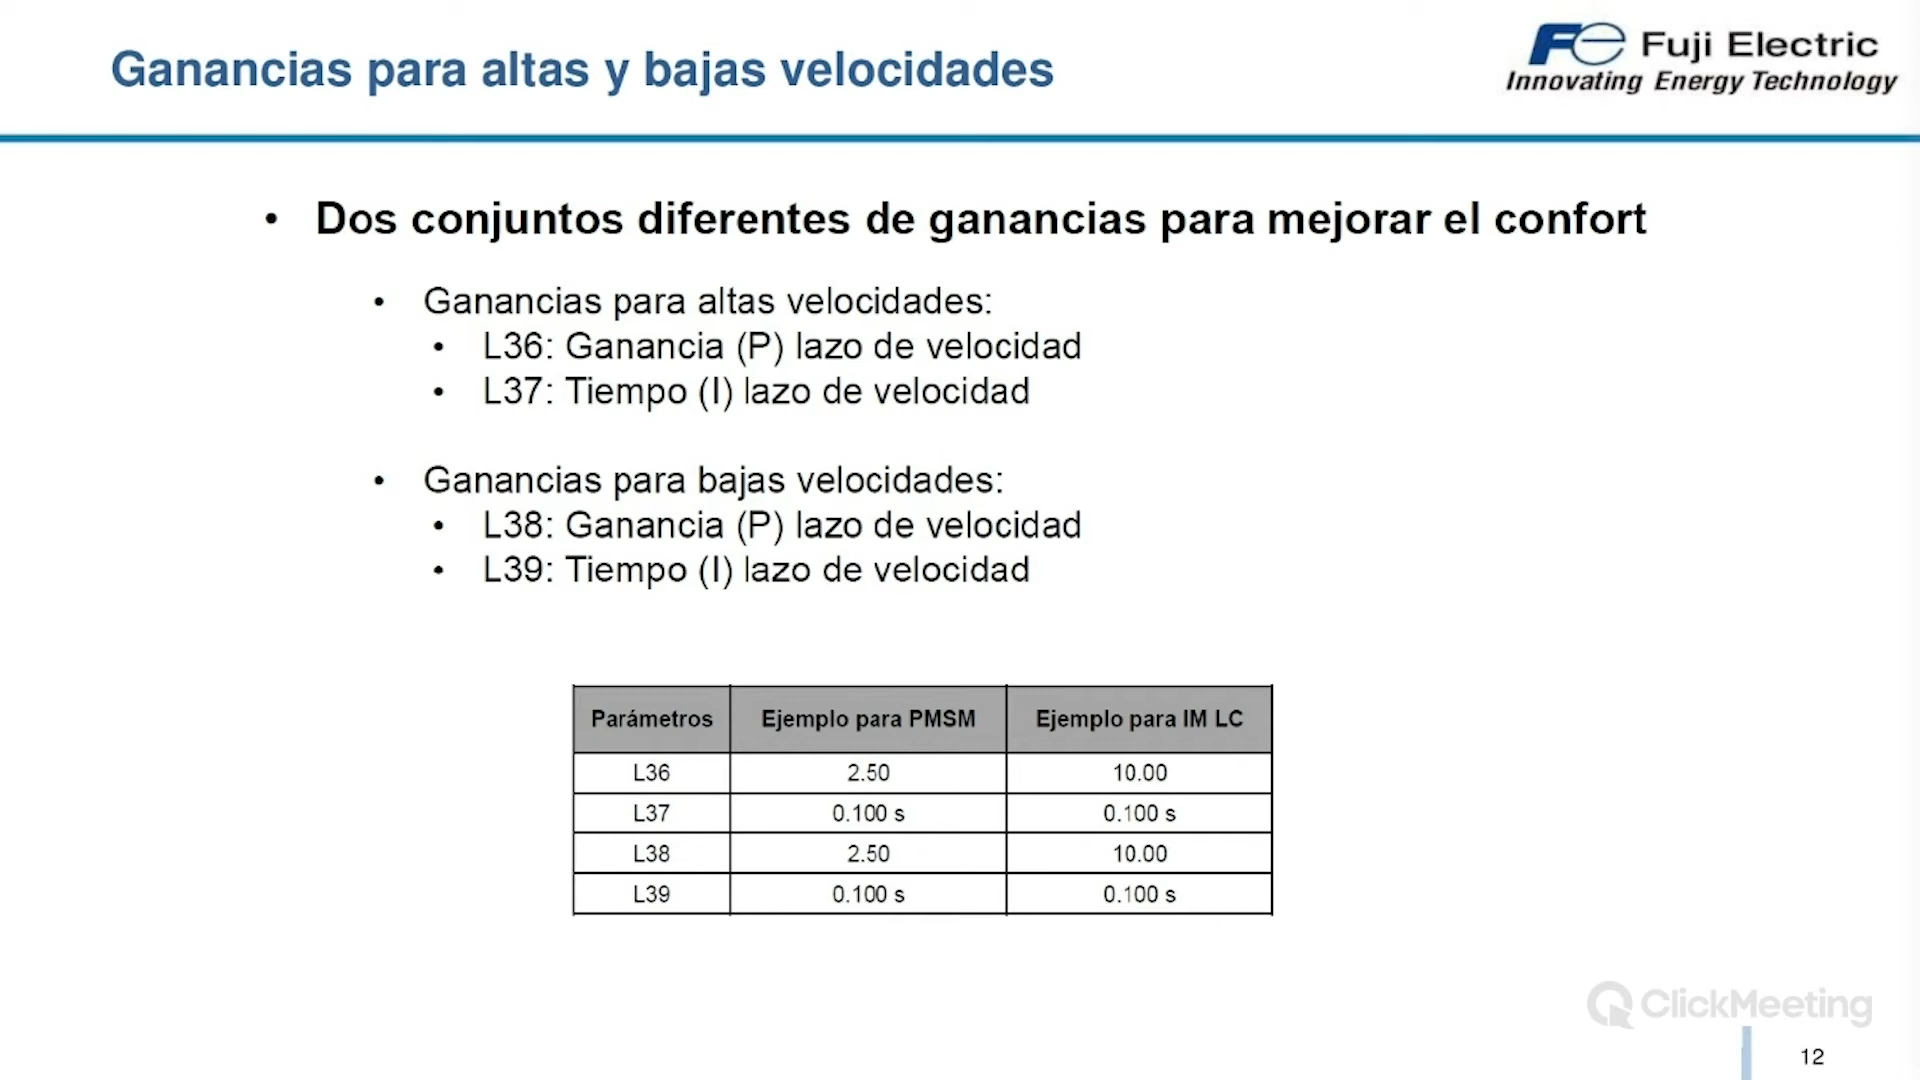 Ganancias para altas y bajas velocidades
Fuji Electric
Innovating Energy Technology
• Dos conjuntos diferentes de ganancias para mejorar el confort
• Ganancias para altas velocidades:
• L36: Ganancia (P) lazo de velocidad
• L37: Tiempo (I) lazo de velocidad
• Ganancias para bajas velocidades:
• L38: Ganancia (P) lazo de velocidad
• L39: Tiempo (I) lazo de velocidad
Parámetros Ejemplo para PMSM Ejemplo para IM LC
L36 2.50 10.00
L37 0.100 s 0.100 s
L38 2.50 10.00
L39 0.100 s 0.100 s
ClickMeeting
12